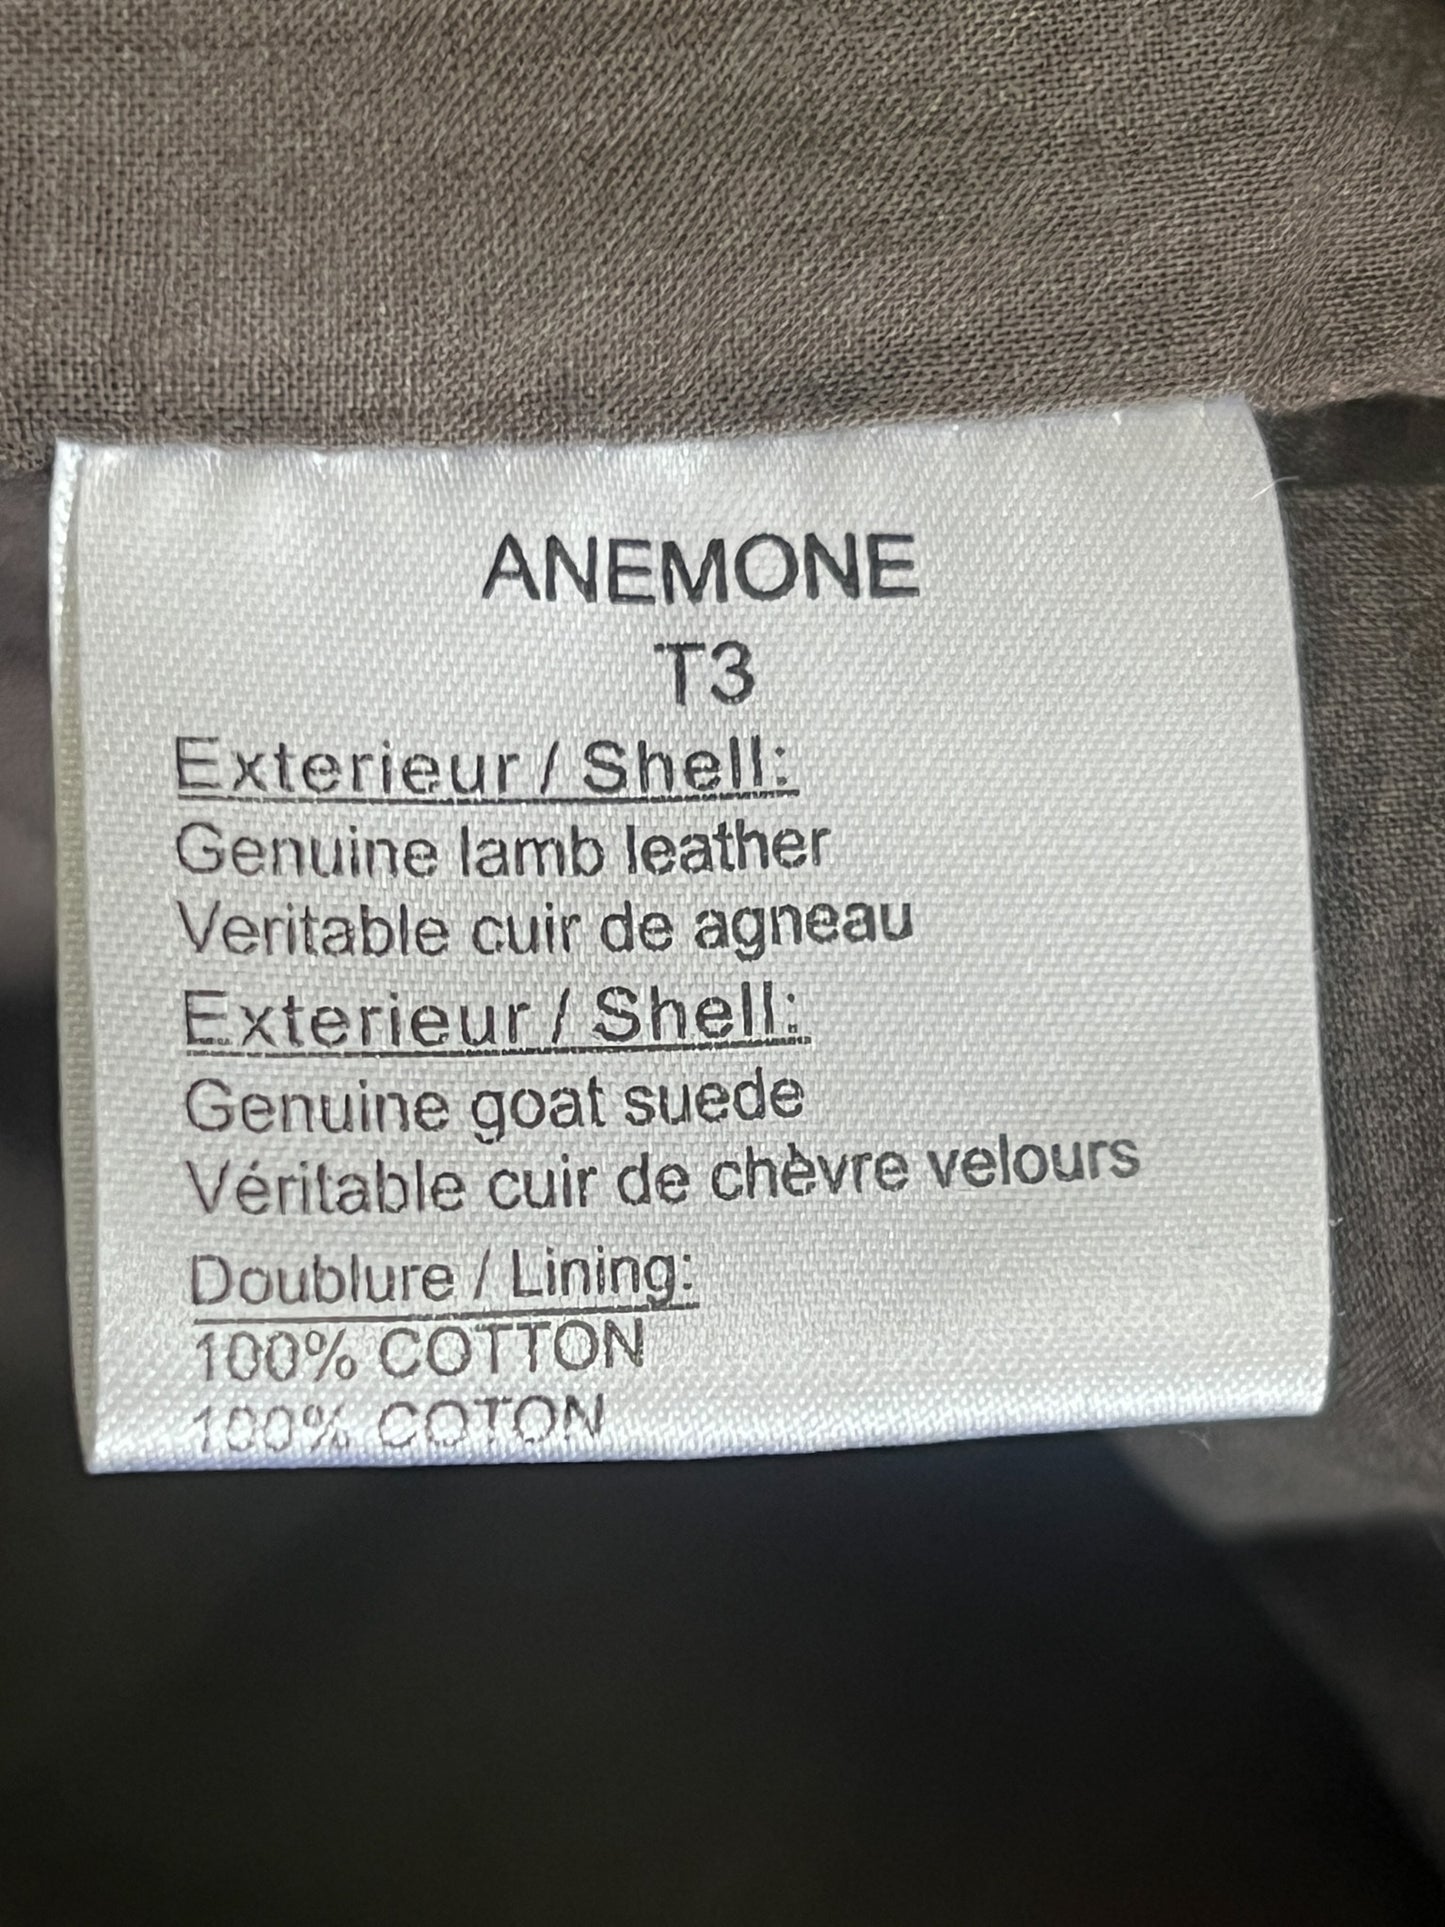 ANEMONE
T3
Exterieur / Shell:
Genuine lamb leather
Veritable cuir de agneau
Exterieur / Shell:
Genuine goat suede
Véritable cuir de chèvre velours
Doublure / Lining:
100% COTTON
100% COTON